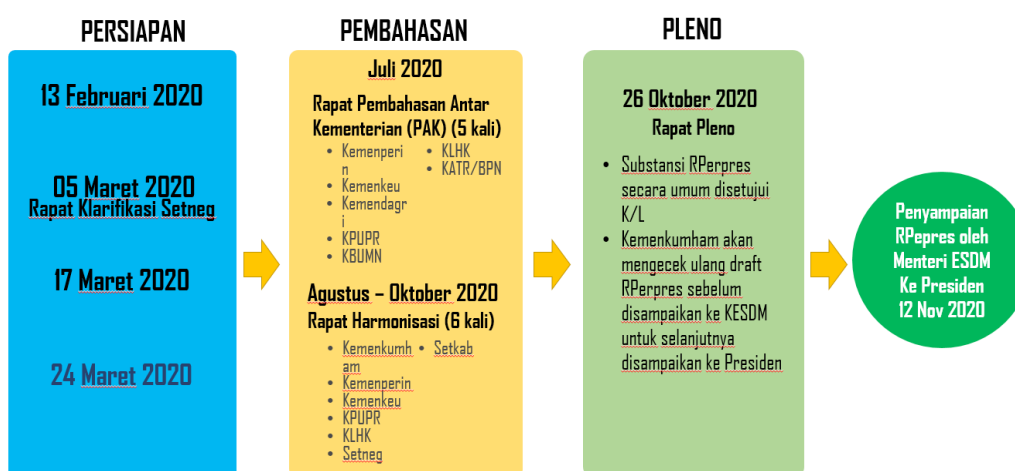 PERSIAPAN
13 Februari 2020
05 Maret 2020
Rapat Klarifikasi Setneg
17 Maret 2020
24 Maret 2020
PEMBAHASAN
Juli 2020
Rapat Pembahasan Antar
Kementerian (PAK) (5 kali)
• Kemenperi
n
• Kemenkeu
• Kemendagr
i
• KPUPR
• KBUMN
• KLHK
• KATR/BPN
Agustus – Oktober 2020
Rapat Harmonisasi (6 kali)
• Kemenkumh
am
• Kemenperin
• Kemenkeu
• KPUPR
• KLHK
• Setneg
• Setkab
PLENO
26 Oktober 2020
Rapat Pleno
• Substansi RPerpres
secara umum disetujui
K/L
• Kemenkumham akan
mengecek ulang draft
RPerpres sebelum
disampaikan ke KESDM
untuk selanjutnya
disampaikan ke Presiden
Penyampaian
RPepres oleh
Menteri ESDM
Ke Presiden
12 Nov 2020